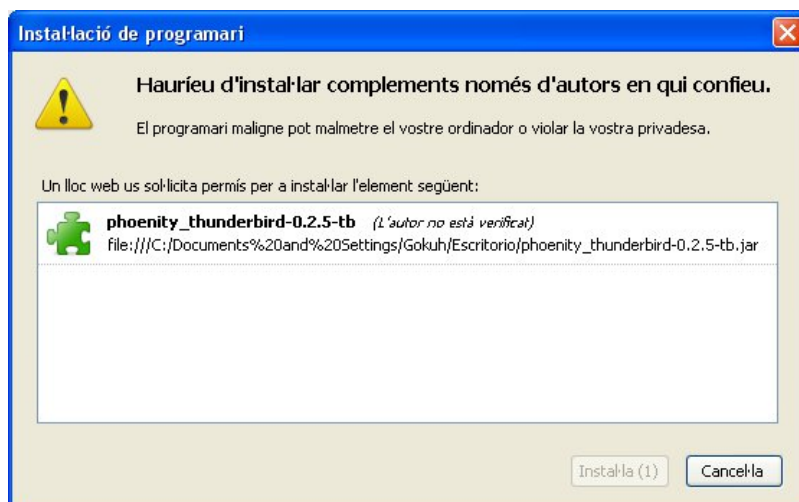 Instal·lació de programari
Hauríeu d'instal·lar complements només d'autors en qui confieu.
El programari maligne pot malmetre el vostre ordinador o violar la vostra privadesa.
Un lloc web us sol·licita permís per a instal·lar l'element següent:
phoenity_thunderbird-0.2.5-tb (L'autor no està verificat)
file:///C:/Documents%20and%20Settings/Gokuh/Escritorio/phoenity_thunderbird-0.2.5-tb.jar
Instal·la (1) Cancel·la